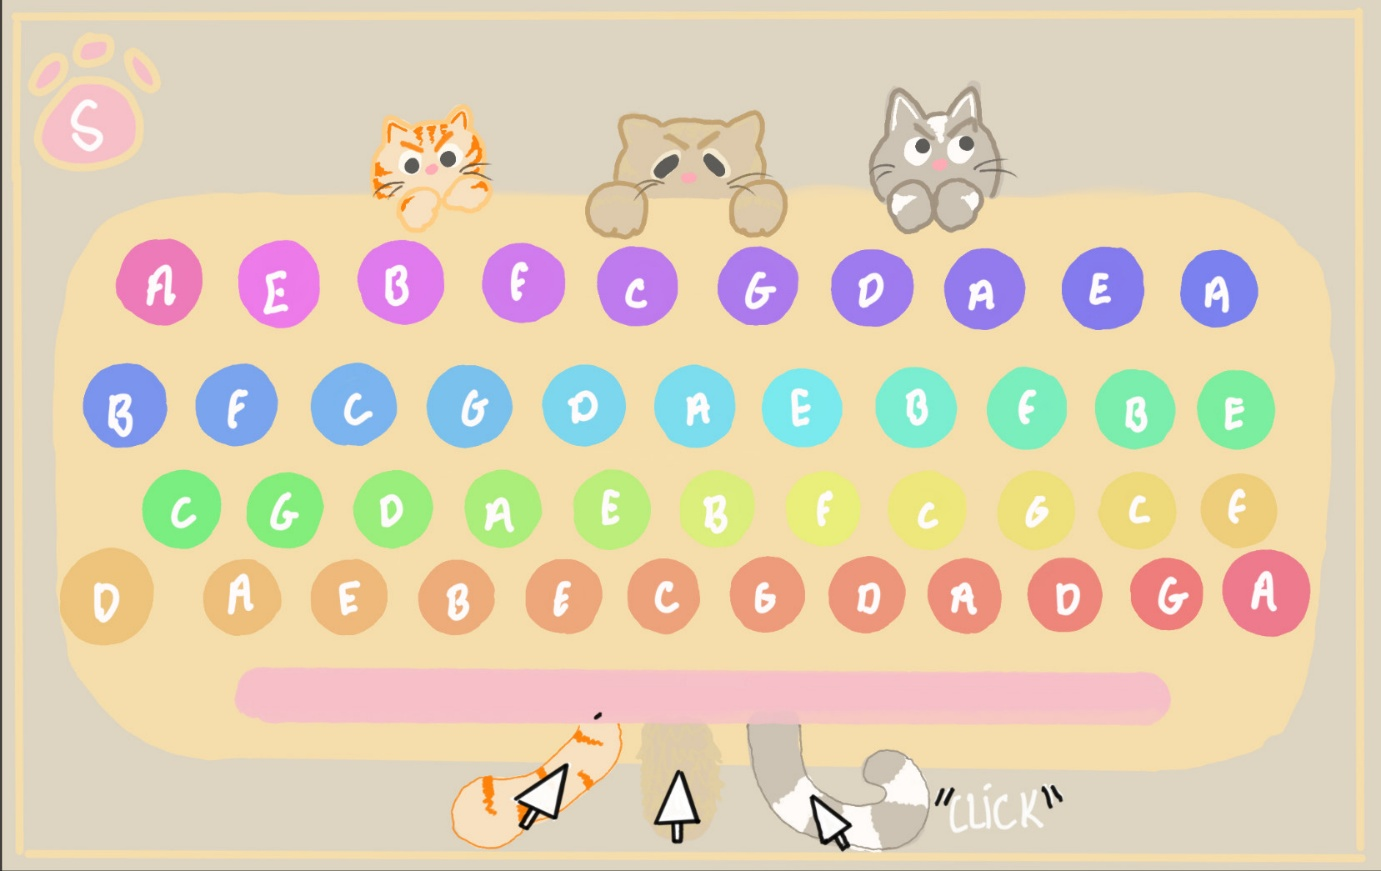 S
A E B F C G D A E A
B F C G D A E B F B E
C G D A E B F C G C F
D A E B F C G D A D G A
"CLiCK"